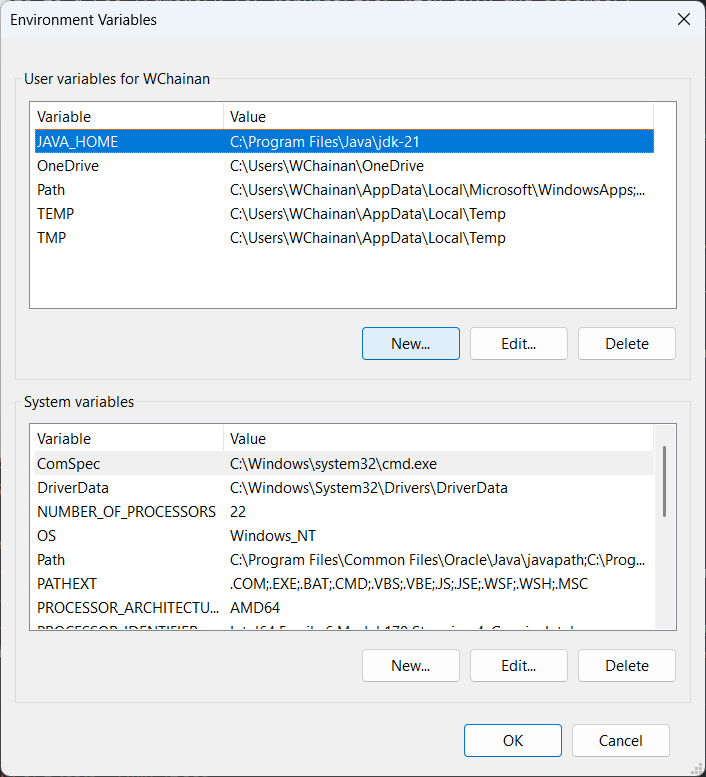 Environment Variables
User variables for WChainan
Variable Value
JAVA_HOME C:\Program Files\Java\jdk-21
OneDrive C:\Users\WChainan\OneDrive
Path C:\Users\WChainan\AppData\Local\Microsoft\WindowsApps;...
TEMP C:\Users\WChainan\AppData\Local\Temp
TMP C:\Users\WChainan\AppData\Local\Temp
New... Edit... Delete
System variables
Variable Value
ComSpec C:\Windows\system32\cmd.exe
DriverData C:\Windows\System32\Drivers\DriverData
NUMBER_OF_PROCESSORS 22
OS Windows_NT
Path C:\Program Files\Common Files\Oracle\Java\javapath;C:\Prog...
PATHEXT .COM;.EXE;.BAT;.CMD;.VBS;.VBE;.JS;.JSE;.WSF;.WSH;.MSC
PROCESSOR_ARCHITECTU... AMD64
New... Edit... Delete
OK Cancel